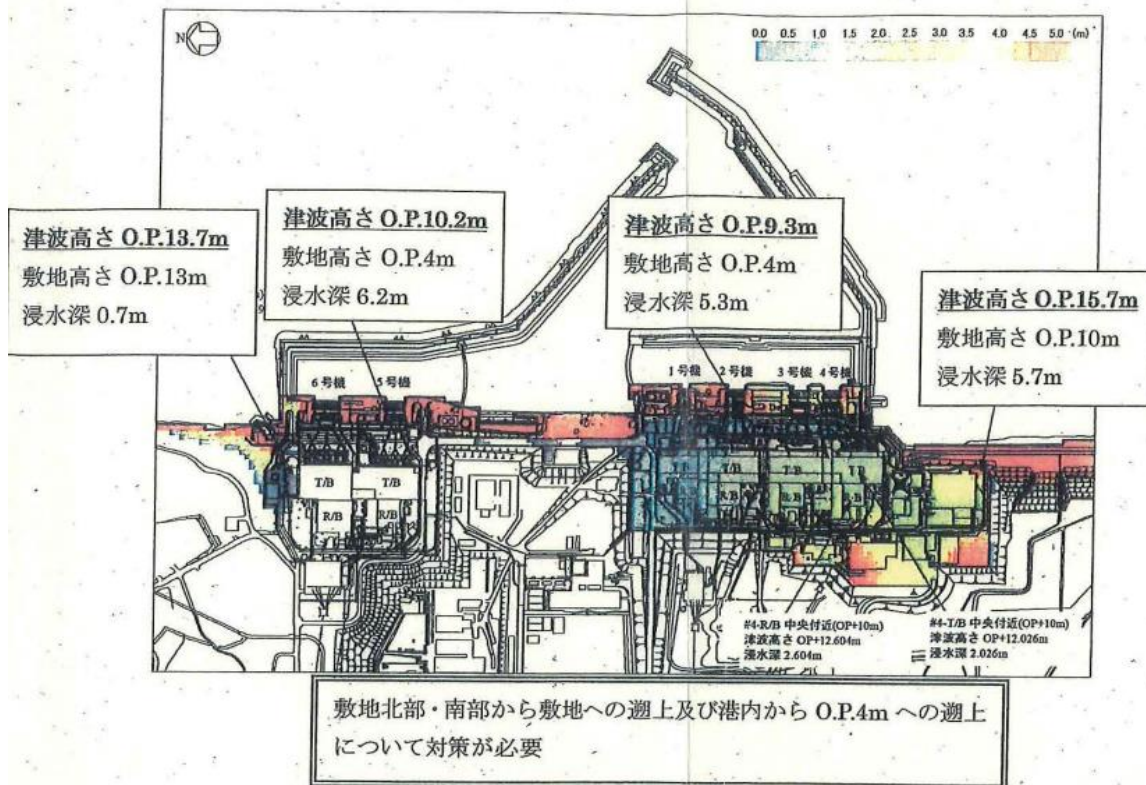 N
0.0 0.5 1.0 1.5 2.0 2.5 3.0 3.5 4.0 4.5 5.0 (m)
津波高さ O.P.13.7m
敷地高さ O.P.13m
浸水深 0.7m
津波高さ O.P.10.2m
敷地高さ O.P.4m
浸水深 6.2m
津波高さ O.P.9.3m
敷地高さ O.P.4m
浸水深 5.3m
津波高さ O.P.15.7m
敷地高さ O.P.10m
浸水深 5.7m
6号機 5号機
1号機 2号機 3号機 4号機
T/B T/B
R/B R/B
T/B T/B T/B T/B
R/B R/B R/B
#4-R/B 中央付近(OP+10m)
津波高さ OP+12.604m
浸水深 2.604m
#4-T/B 中央付近(OP+10m)
津波高さ OP+12.026m
浸水深 2.026m
敷地北部・南部から敷地への遡上及び港内から O.P.4m への遡上
について対策が必要